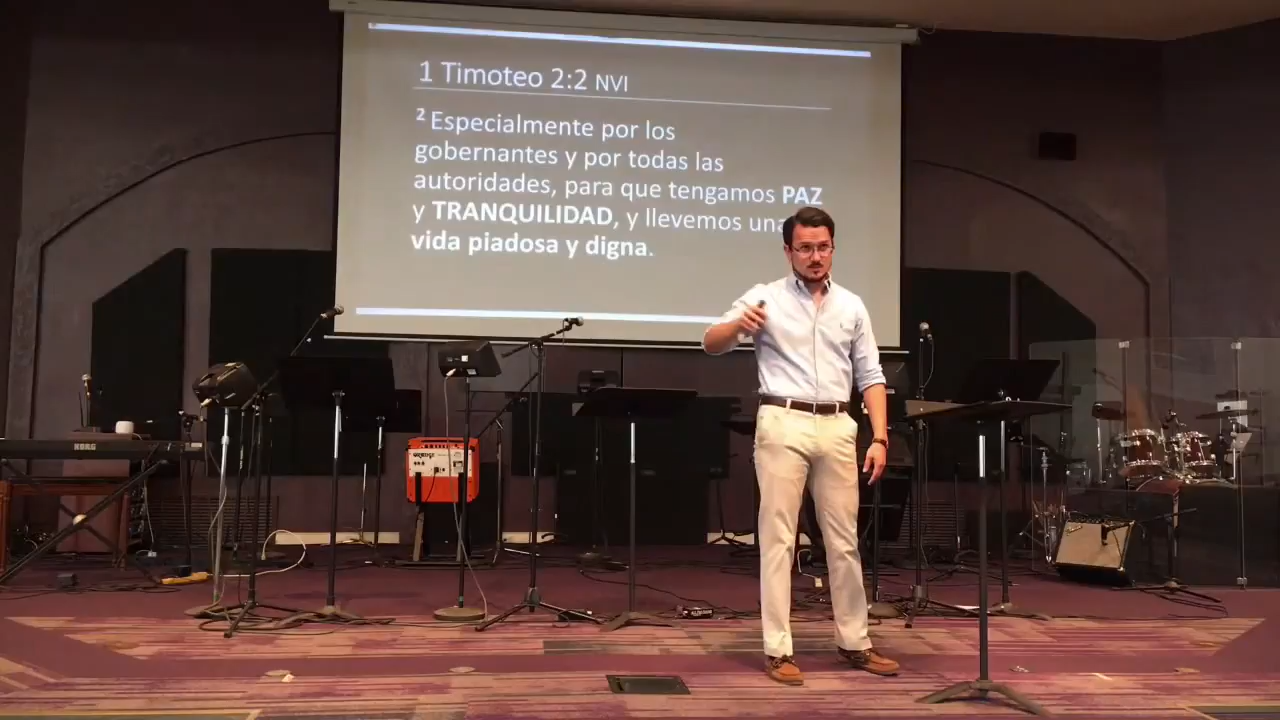 1 Timoteo 2:2 NVI
² Especialmente por los
gobernantes y por todas las
autoridades, para que tengamos PAZ
y TRANQUILIDAD, y llevemos una
vida piadosa y digna.
KORG
ORANGE